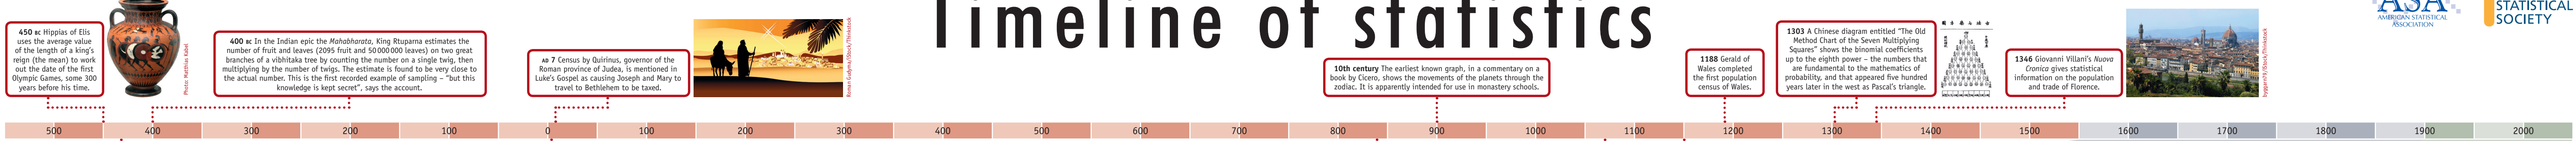 Timeline of statistics
AMERICAN STATISTICAL
ASSOCIATION
STATISTICAL
SOCIETY
450 BC Hippias of Elis
uses the average value
of the length of a king's
reign (the mean) to work
out the date of the first
Olympic Games, some 300
years before his time.
Photo: Matthias Kabel
400 BC In the Indian epic the Mahabharata, King Rtuparna estimates the
number of fruit and leaves (2095 fruit and 50 000 000 leaves) on two great
branches of a vibhitaka tree by counting the number on a single twig, then
multiplying by the number of twigs. The estimate is found to be very close to
the actual number. This is the first recorded example of sampling – "but this
knowledge is kept secret", says the account.
AD 7 Census by Quirinus, governor of the
Roman province of Judea, is mentioned in
Luke's Gospel as causing Joseph and Mary to
travel to Bethlehem to be taxed.
10th century The earliest known graph, in a commentary on a
book by Cicero, shows the movements of the planets through the
zodiac. It is apparently intended for use in monastery schools.
1188 Gerald of
Wales completed
the first population
census of Wales.
1303 A Chinese diagram entitled "The Old
Method Chart of the Seven Multiplying
Squares" shows the binomial coefficients
up to the eighth power – the numbers that
are fundamental to the mathematics of
probability, and that appeared five hundred
years later in the west as Pascal's triangle.
1346 Giovanni Villani's Nuova
Cronica gives statistical
information on the population
and trade of Florence.
500 400 300 200 100 0 100 200 300 400 500 600 700 800 900 1000 1100 1200 1300 1400 1500 1600 1700 1800 1900 2000